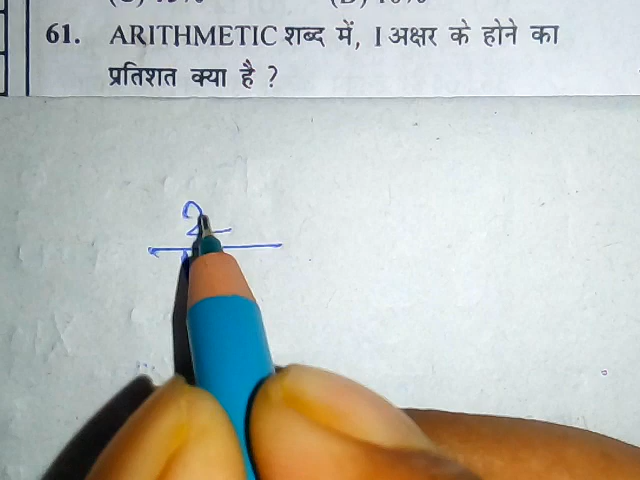 61. ARITHMETIC शब्द में, I अक्षर के होने का
प्रतिशत क्या है ?
2